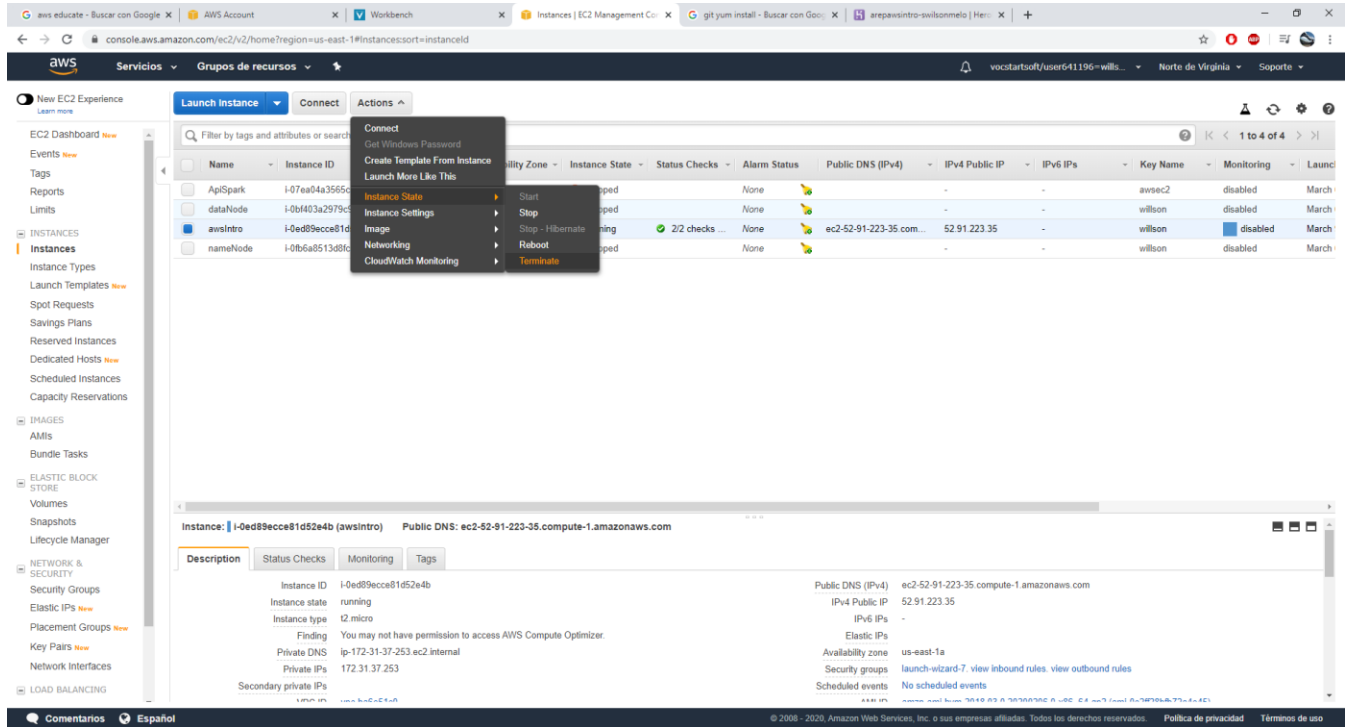 aws educate - Buscar con Google
AWS Account
Workbench
Instances | EC2 Management Con
git yum install - Buscar con Goog
arepawsintro-swilsonmelo | Hero
console.aws.amazon.com/ec2/v2/home?region=us-east-1#Instances:sort=instanceId
ABP
aws Servicios Grupos de recursos vocstartsoft/user641196=wills... Norte de Virginia Soporte
New EC2 Experience
Learn more
EC2 Dashboard New
Events New
Tags
Reports
Limits
INSTANCES
Instances
Instance Types
Launch Templates New
Spot Requests
Savings Plans
Reserved Instances
Dedicated Hosts New
Scheduled Instances
Capacity Reservations
IMAGES
AMIs
Bundle Tasks
ELASTIC BLOCK
STORE
Volumes
Snapshots
Lifecycle Manager
NETWORK &
SECURITY
Security Groups
Elastic IPs New
Placement Groups New
Key Pairs New
Network Interfaces
LOAD BALANCING
Launch Instance Connect Actions
Filter by tags and attributes or search
1 to 4 of 4
Connect
Get Windows Password
Create Template From Instance
Launch More Like This
Instance State
Instance Settings
Image
Networking
CloudWatch Monitoring
Start
Stop
Stop - Hibernate
Reboot
Terminate
Name Instance ID bility Zone Instance State Status Checks Alarm Status Public DNS (IPv4) IPv4 Public IP IPv6 IPs Key Name Monitoring Launc
ApiSpark i-07ea04a3565c pped None - - awsec2 disabled March
dataNode i-0bf403a2979c pped None - - willson disabled March
awsIntro i-0ed89ecce81d ning 2/2 checks ... None ec2-52-91-223-35.com... 52.91.223.35 - willson disabled March
nameNode i-0fb6a8513d8fc pped None - - willson disabled March
Instance: i-0ed89ecce81d52e4b (awsIntro) Public DNS: ec2-52-91-223-35.compute-1.amazonaws.com
Description Status Checks Monitoring Tags
Instance ID i-0ed89ecce81d52e4b
Instance state running
Instance type t2.micro
Finding You may not have permission to access AWS Compute Optimizer.
Private DNS ip-172-31-37-253.ec2.internal
Private IPs 172.31.37.253
Secondary private IPs
Public DNS (IPv4) ec2-52-91-223-35.compute-1.amazonaws.com
IPv4 Public IP 52.91.223.35
IPv6 IPs -
Elastic IPs
Availability zone us-east-1a
Security groups launch-wizard-7. view inbound rules. view outbound rules
Scheduled events No scheduled events
Comentarios Español
© 2008 - 2020, Amazon Web Services, Inc. o sus empresas afiliadas. Todos los derechos reservados. Política de privacidad Términos de uso